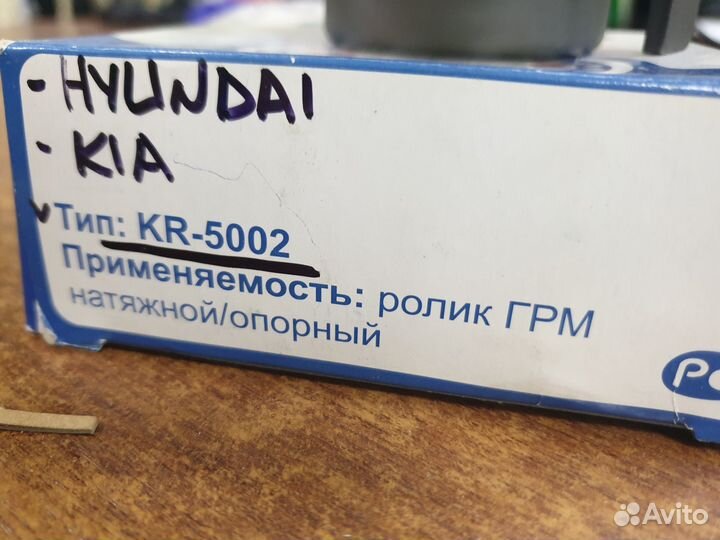 - HYUNDAI
- KIA
Тип: KR-5002
Применяемость: ролик ГРМ
натяжной/опорный
Avito